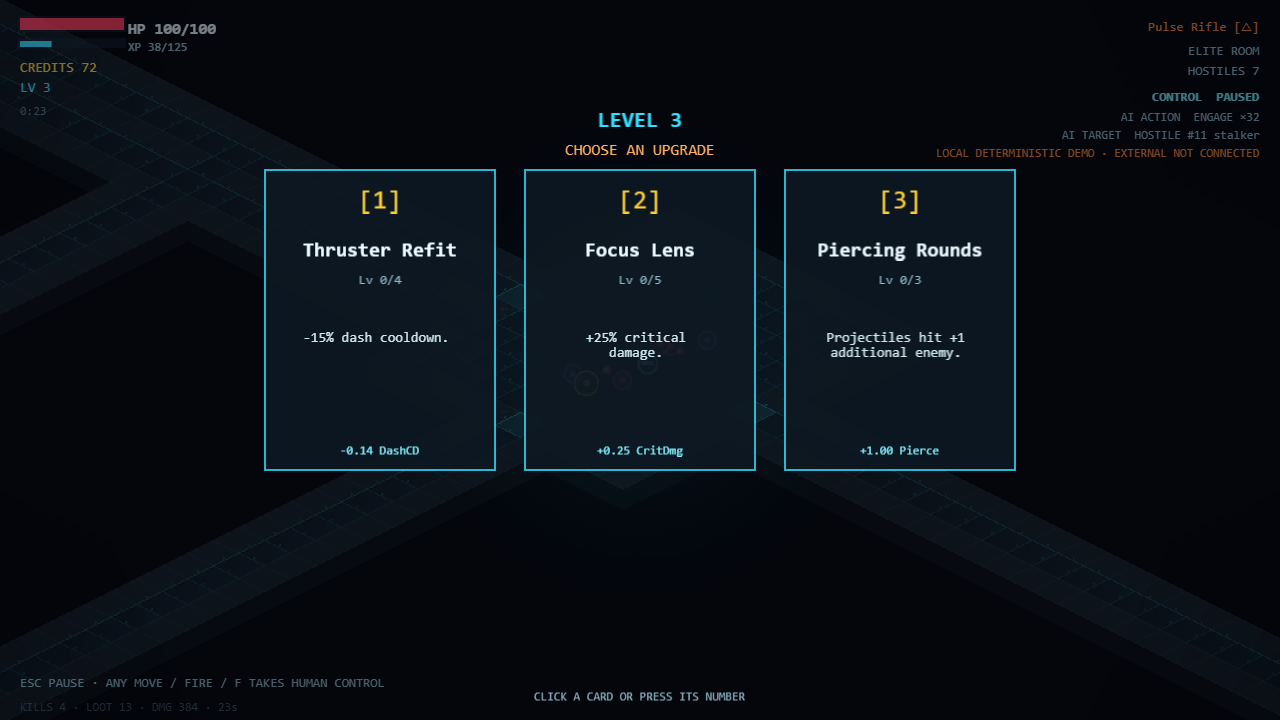 HP 100/100
XP 38/125
CREDITS 72
LV 3
0:23
Pulse Rifle [△]
ELITE ROOM
HOSTILES 7
CONTROL PAUSED
AI ACTION ENGAGE ×32
AI TARGET HOSTILE #11 stalker
LOCAL DETERMINISTIC DEMO · EXTERNAL NOT CONNECTED
LEVEL 3
CHOOSE AN UPGRADE
[1]
Thruster Refit
Lv 0/4
-15% dash cooldown.
-0.14 DashCD
[2]
Focus Lens
Lv 0/5
+25% critical
damage.
+0.25 CritDmg
[3]
Piercing Rounds
Lv 0/3
Projectiles hit +1
additional enemy.
+1.00 Pierce
ESC PAUSE · ANY MOVE / FIRE / F TAKES HUMAN CONTROL
KILLS 4 · LOOT 13 · DMG 384 · 23s
CLICK A CARD OR PRESS ITS NUMBER